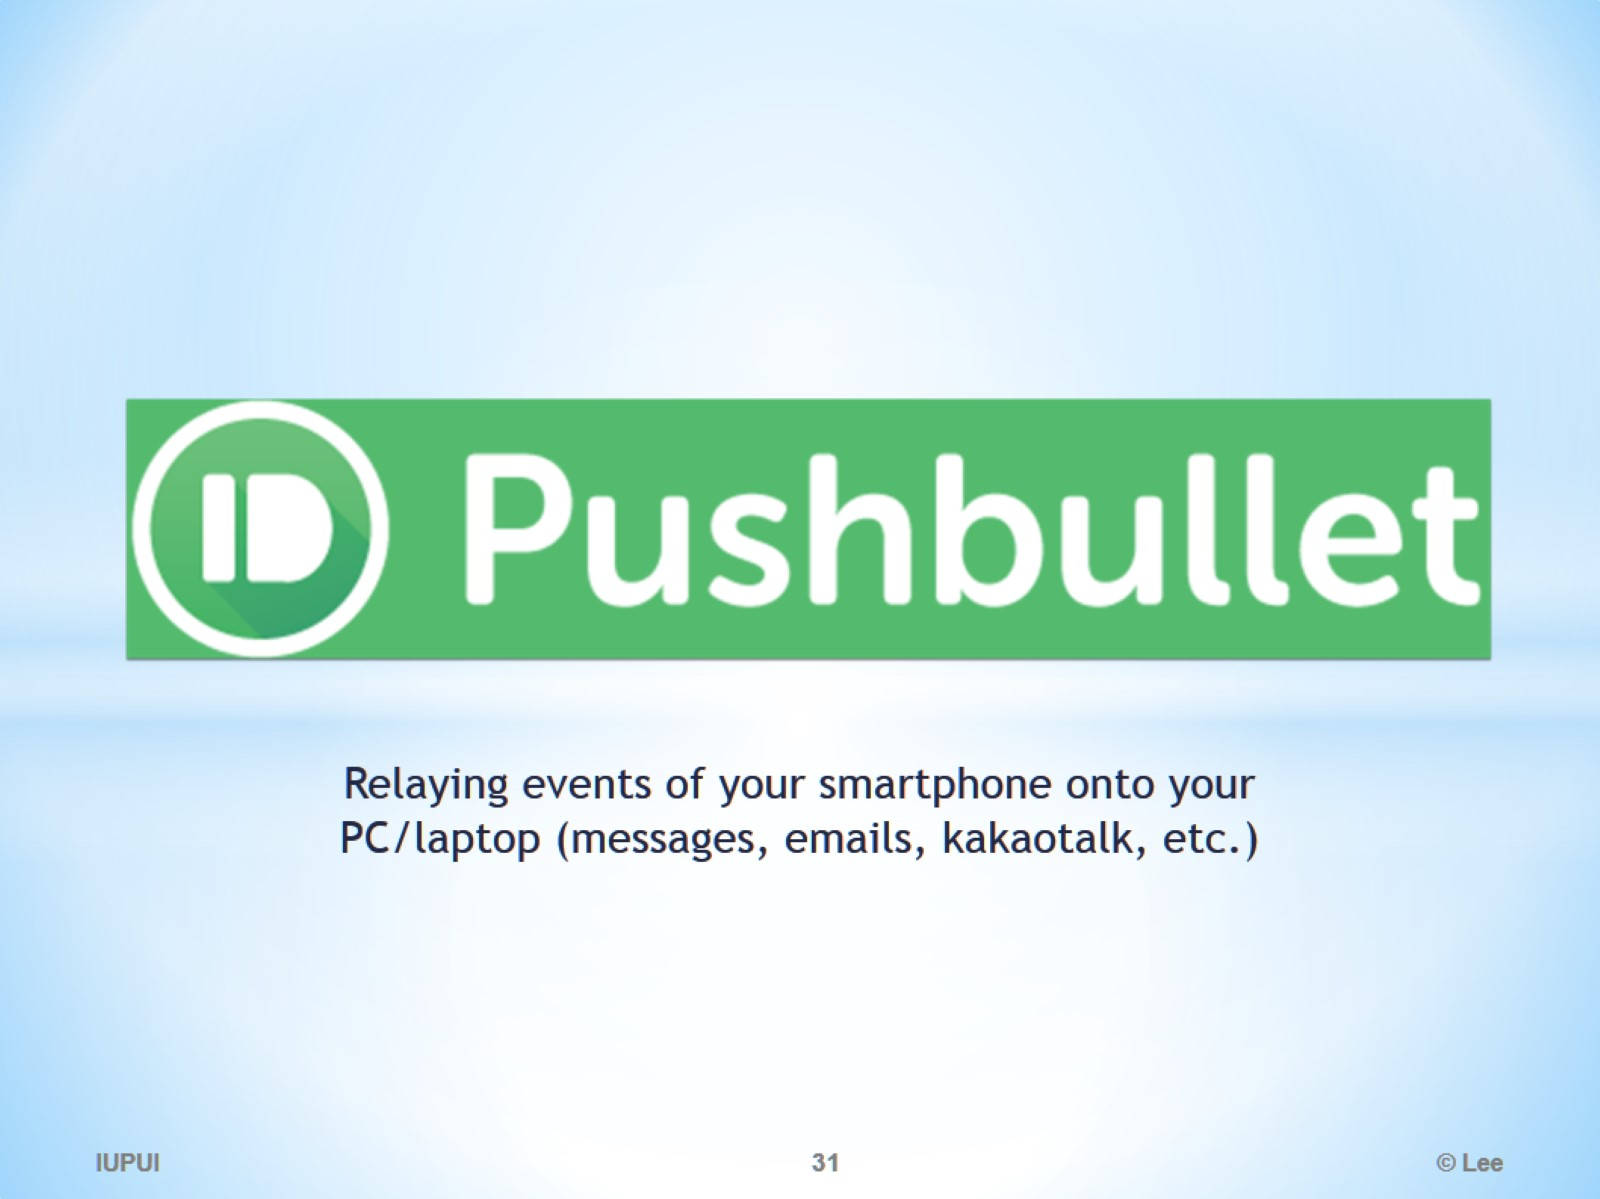 Pushbullet
Relaying events of your smartphone onto your
PC/laptop (messages, emails, kakaotalk, etc.)
IUPUI 31 © Lee